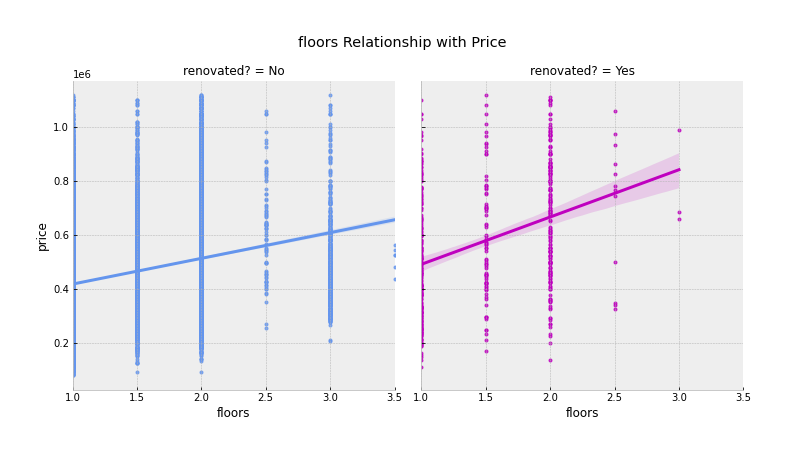 floors Relationship with Price
renovated? = No
renovated? = Yes
1e6
1.0
0.8
0.6
0.4
0.2
price
1.0 1.5 2.0 2.5 3.0 3.5
1.0 1.5 2.0 2.5 3.0 3.5
floors
floors